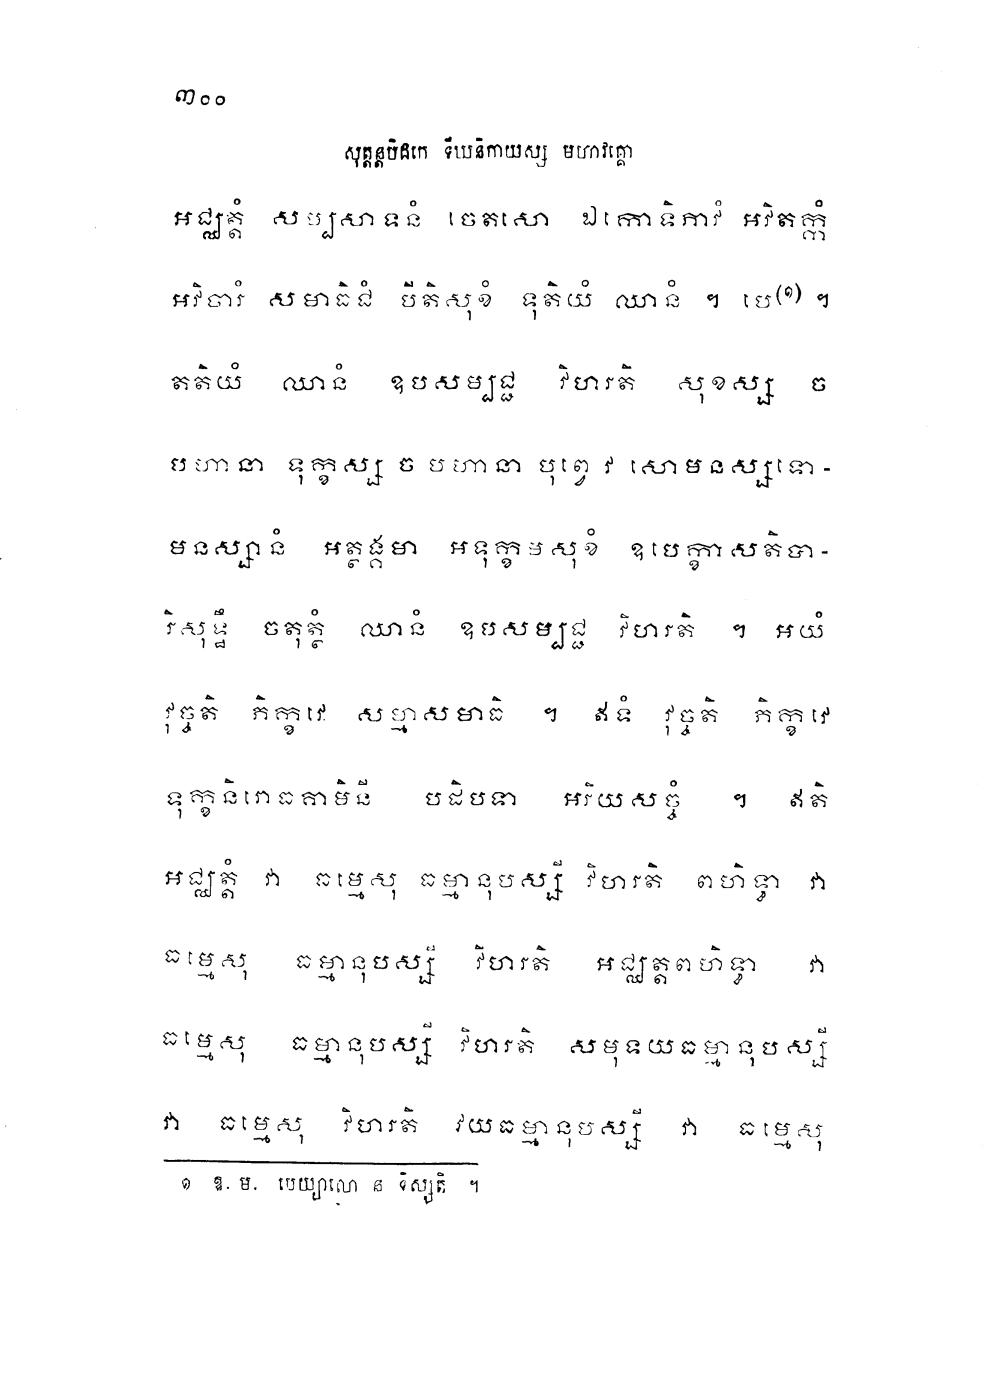 ៣០០
សុត្តន្តបិដកេ ទីឃនិកាយស្ស មហាវគ្គោ
អជ្ឈត្តំ សម្បសាទនំ ចេតសោ ឯកោទិភាវំ អវិតក្កំ
អវិចារំ សមាធិជំ បីតិសុខំ ទុតិយំ ឈានំ ។ បេ(១) ។
តតិយំ ឈានំ ឧបសម្បជ្ជ វិហរតិ សុខស្ស ច
បហានា ទុក្ខស្ស ច បហានា បុព្វេ វ សោមនស្សទោ-
មនស្សានំ អត្ថង្គមា អទុក្ខមសុខំ ឧបេក្ខាសតិបា-
រិសុទ្ធឹ ចតុត្ថំ ឈានំ ឧបសម្បជ្ជ វិហរតិ ។ អយំ
វុច្ចតិ ភិក្ខវេ សម្មាសមាធិ ។ ឥទំ វុច្ចតិ ភិក្ខវេ
ទុក្ខនិរោធគាមិនី បដិបទា អរិយសច្ចំ ។ ឥតិ
អជ្ឈត្តំ វា ធម្មេសុ ធម្មានុបស្សី វិហរតិ ពហិទ្ធា វា
ធម្មេសុ ធម្មានុបស្សី វិហរតិ អជ្ឈត្តពហិទ្ធា វា
ធម្មេសុ ធម្មានុបស្សី វិហរតិ សមុទយធម្មានុបស្សី
វា ធម្មេសុ វិហរតិ វយធម្មានុបស្សី វា ធម្មេសុ
១ ឱ. ម. បេយ្យាលោ ន ទិស្សតិ ។